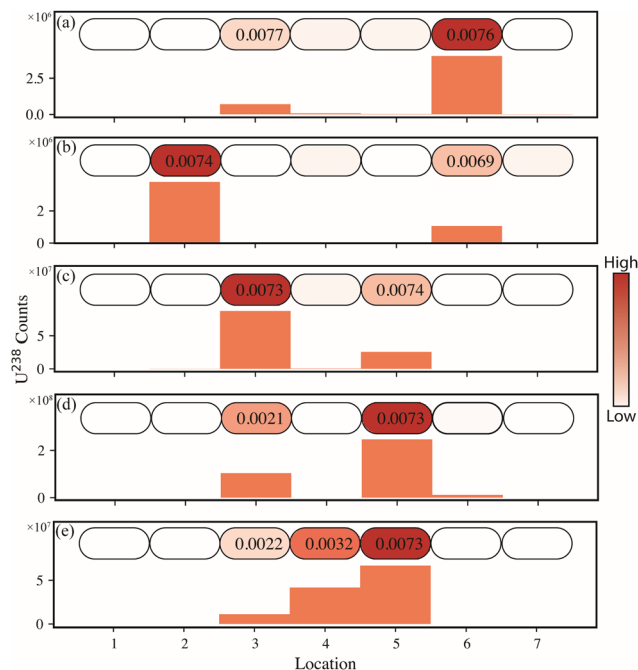 ×10⁶
(a) 0.0077 0.0076
2.5
0.0
×10⁶
(b) 0.0074 0.0069
2
0
×10⁷
(c) 0.0073 0.0074
5
0
High
Low
U²³⁸ Counts
×10⁸
(d) 0.0021 0.0073
2
0
×10⁷
(e) 0.0022 0.0032 0.0073
5
0
1 2 3 4 5 6 7
Location